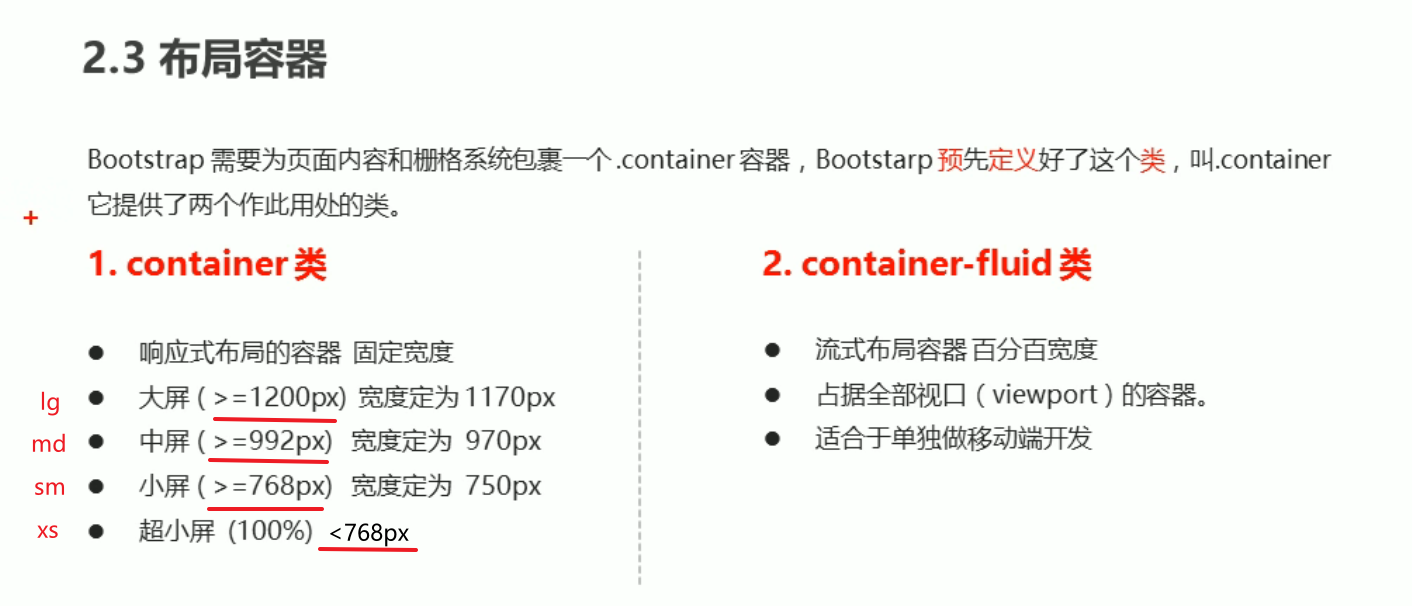 2.3 布局容器
Bootstrap 需要为页面内容和栅格系统包裹一个 .container 容器，Bootstarp 预先定义好了这个类，叫.container
它提供了两个作此用处的类。
+
1. container 类
响应式布局的容器 固定宽度
lg ● 大屏 ( >=1200px) 宽度定为 1170px
md ● 中屏 ( >=992px) 宽度定为 970px
sm ● 小屏 ( >=768px) 宽度定为 750px
xs ● 超小屏 (100%) <768px
2. container-fluid 类
● 流式布局容器 百分百宽度
● 占据全部视口（viewport）的容器。
● 适合于单独做移动端开发